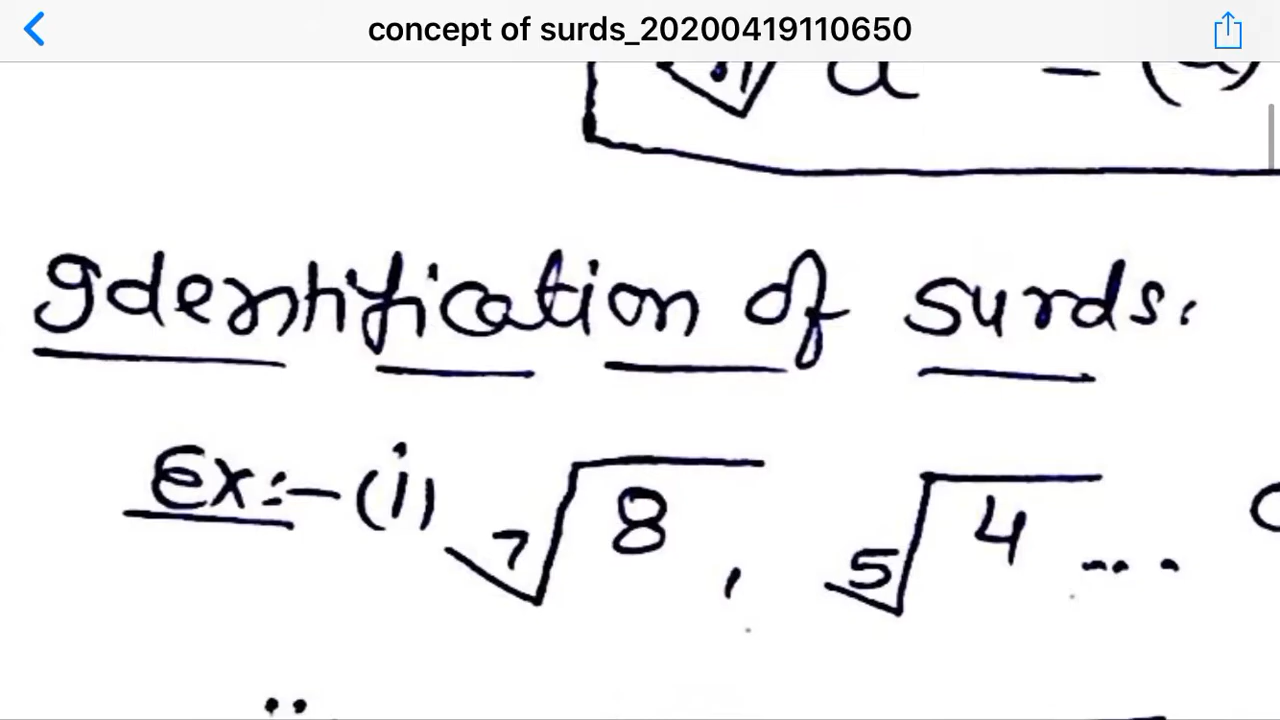 concept of surds_20200419110650
Identification of surds.
Ex:- (i) ⁷√8 , ⁵√4 ....